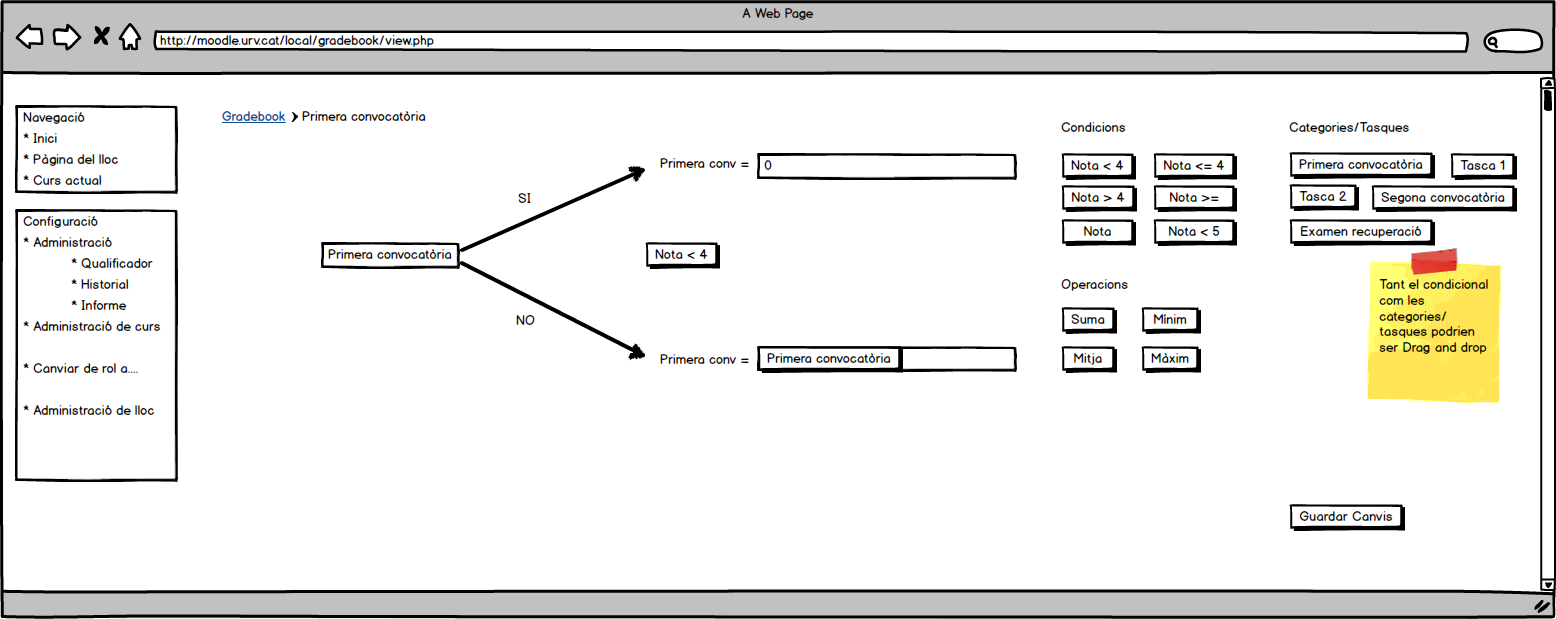 A Web Page
http://moodle.urv.cat/local/gradebook/view.php
Navegació
* Inici
* Pàgina del lloc
* Curs actual
Configuració
* Administració
* Qualificador
* Historial
* Informe
* Administració de curs
* Canviar de rol a....
* Administració de lloc
Gradebook Primera convocatòria
Primera convocatòria
SI
NO
Primera conv = 0
Nota < 4
Primera conv = Primera convocatòria
Condicions
Nota < 4 Nota <= 4
Nota > 4 Nota >=
Nota Nota < 5
Operacions
Suma Mínim
Mitja Màxim
Categories/Tasques
Primera convocatòria Tasca 1
Tasca 2 Segona convocatòria
Examen recuperació
Tant el condicional
com les
categories/
tasques podrien
ser Drag and drop
Guardar Canvis